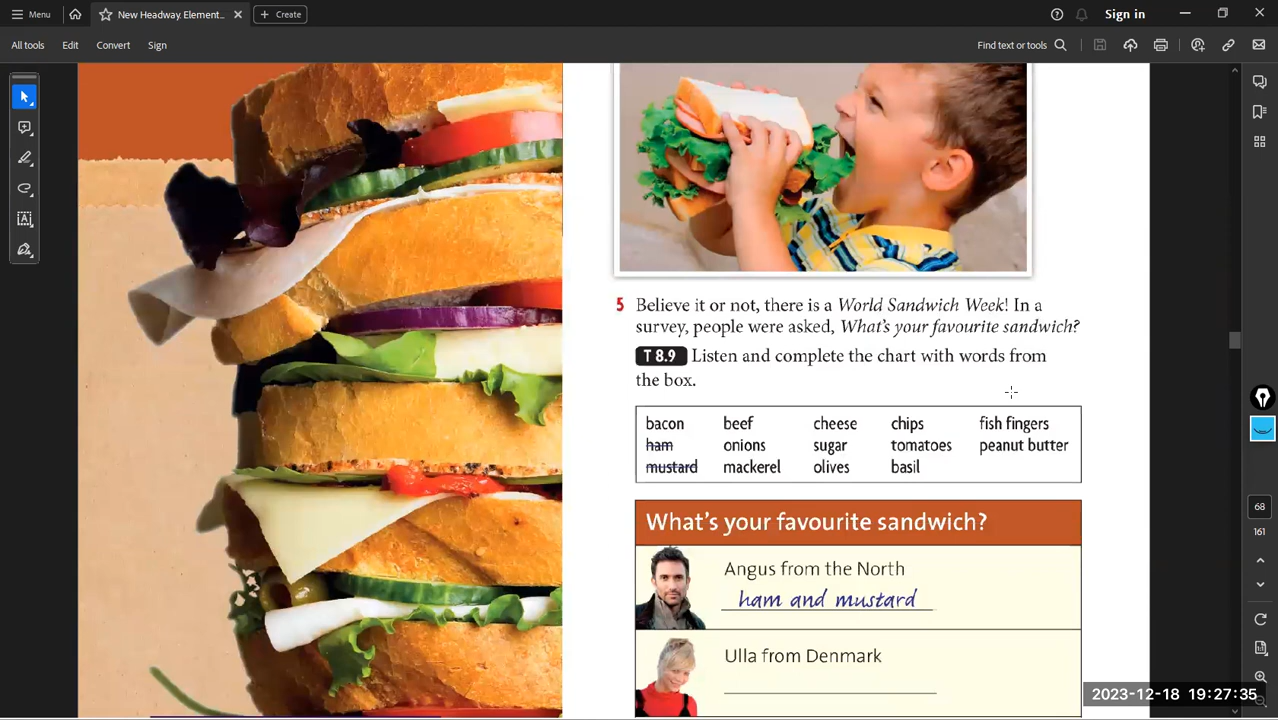 Menu
New Headway. Element...
Create
Sign in
All tools
Edit
Convert
Sign
Find text or tools
5 Believe it or not, there is a World Sandwich Week! In a
survey, people were asked, What's your favourite sandwich?
T 8.9 Listen and complete the chart with words from
the box.
bacon beef cheese chips fish fingers
ham onions sugar tomatoes peanut butter
mustard mackerel olives basil
What's your favourite sandwich?
Angus from the North
ham and mustard
Ulla from Denmark
68
161
2023-12-18 19:27:35